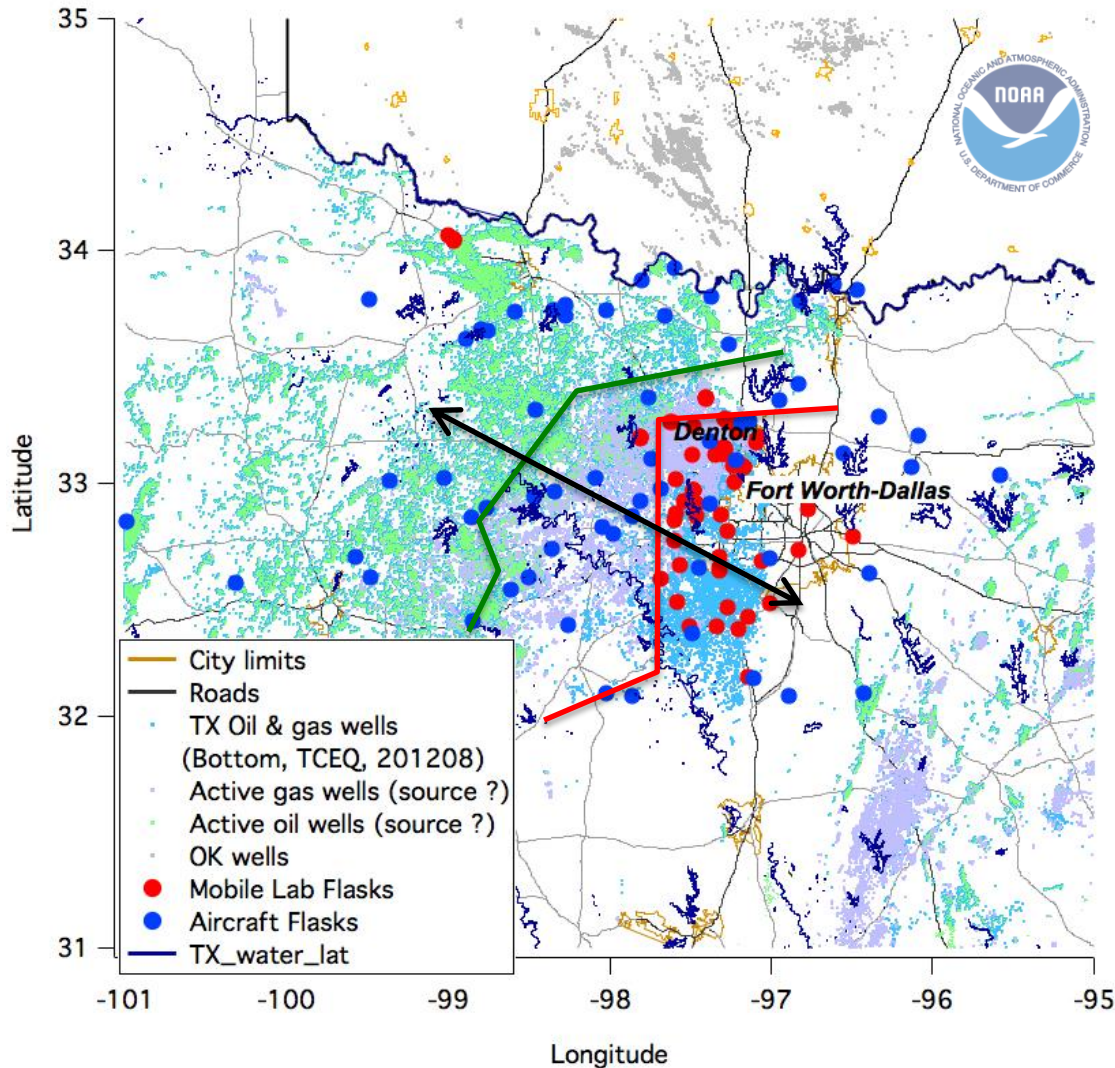 35
34
33
32
31
Latitude
NOAA
NATIONAL OCEANIC AND ATMOSPHERIC ADMINISTRATION
U.S. DEPARTMENT OF COMMERCE
Denton
Fort Worth-Dallas
City limits
Roads
TX Oil & gas wells
(Bottom, TCEQ, 201208)
Active gas wells (source ?)
Active oil wells (source ?)
OK wells
Mobile Lab Flasks
Aircraft Flasks
TX_water_lat
-101 -100 -99 -98 -97 -96 -95
Longitude